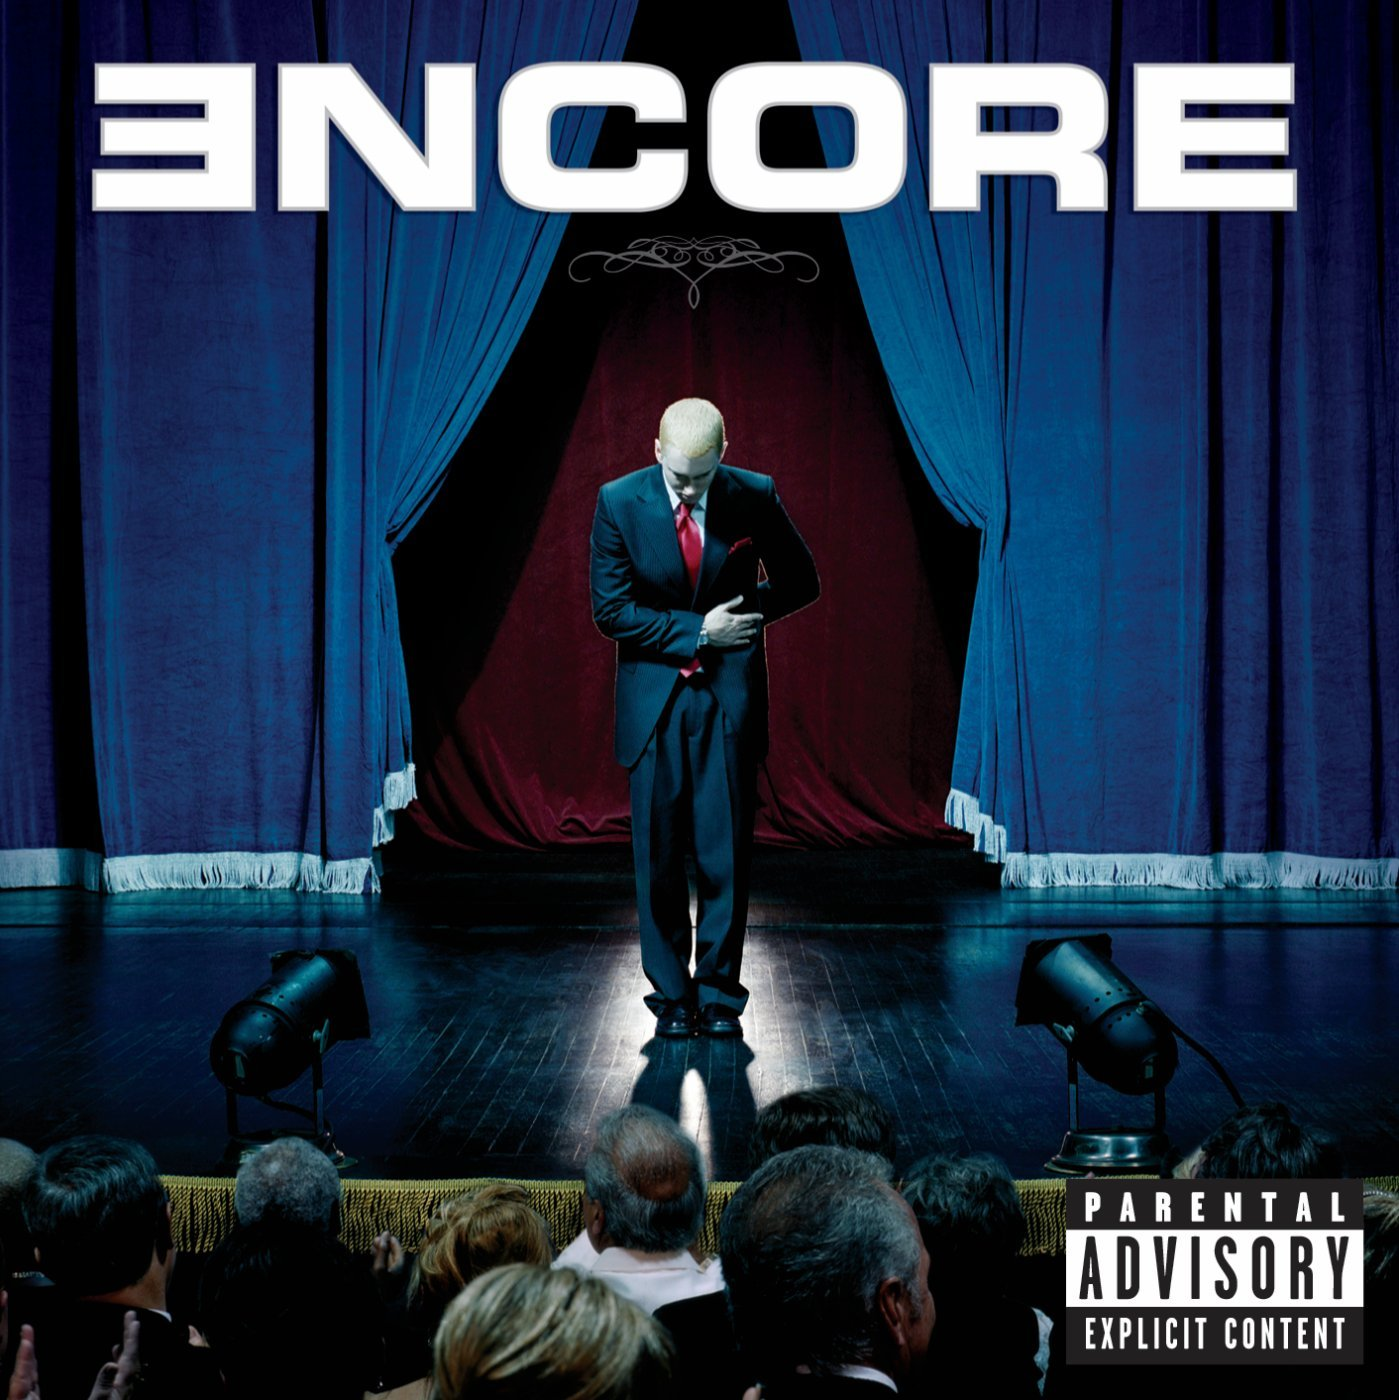 ƎNCORE
PARENTAL
ADVISORY
EXPLICIT CONTENT